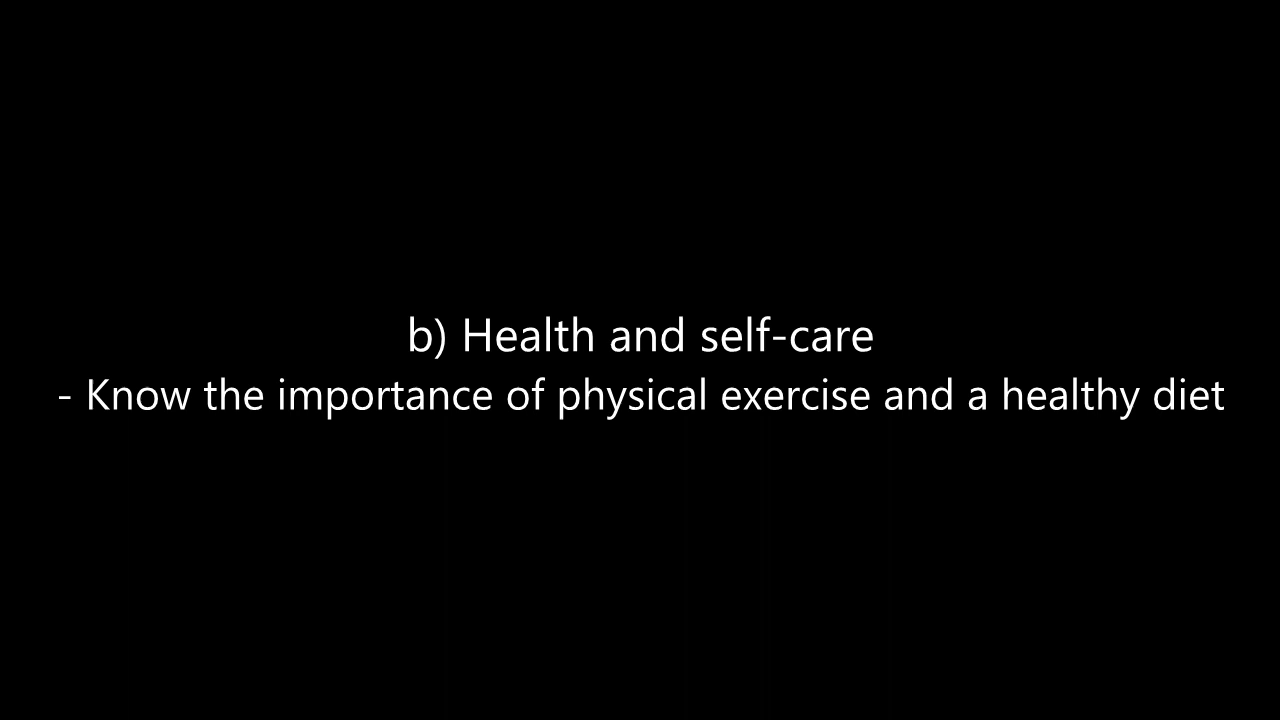 b) Health and self-care
- Know the importance of physical exercise and a healthy diet